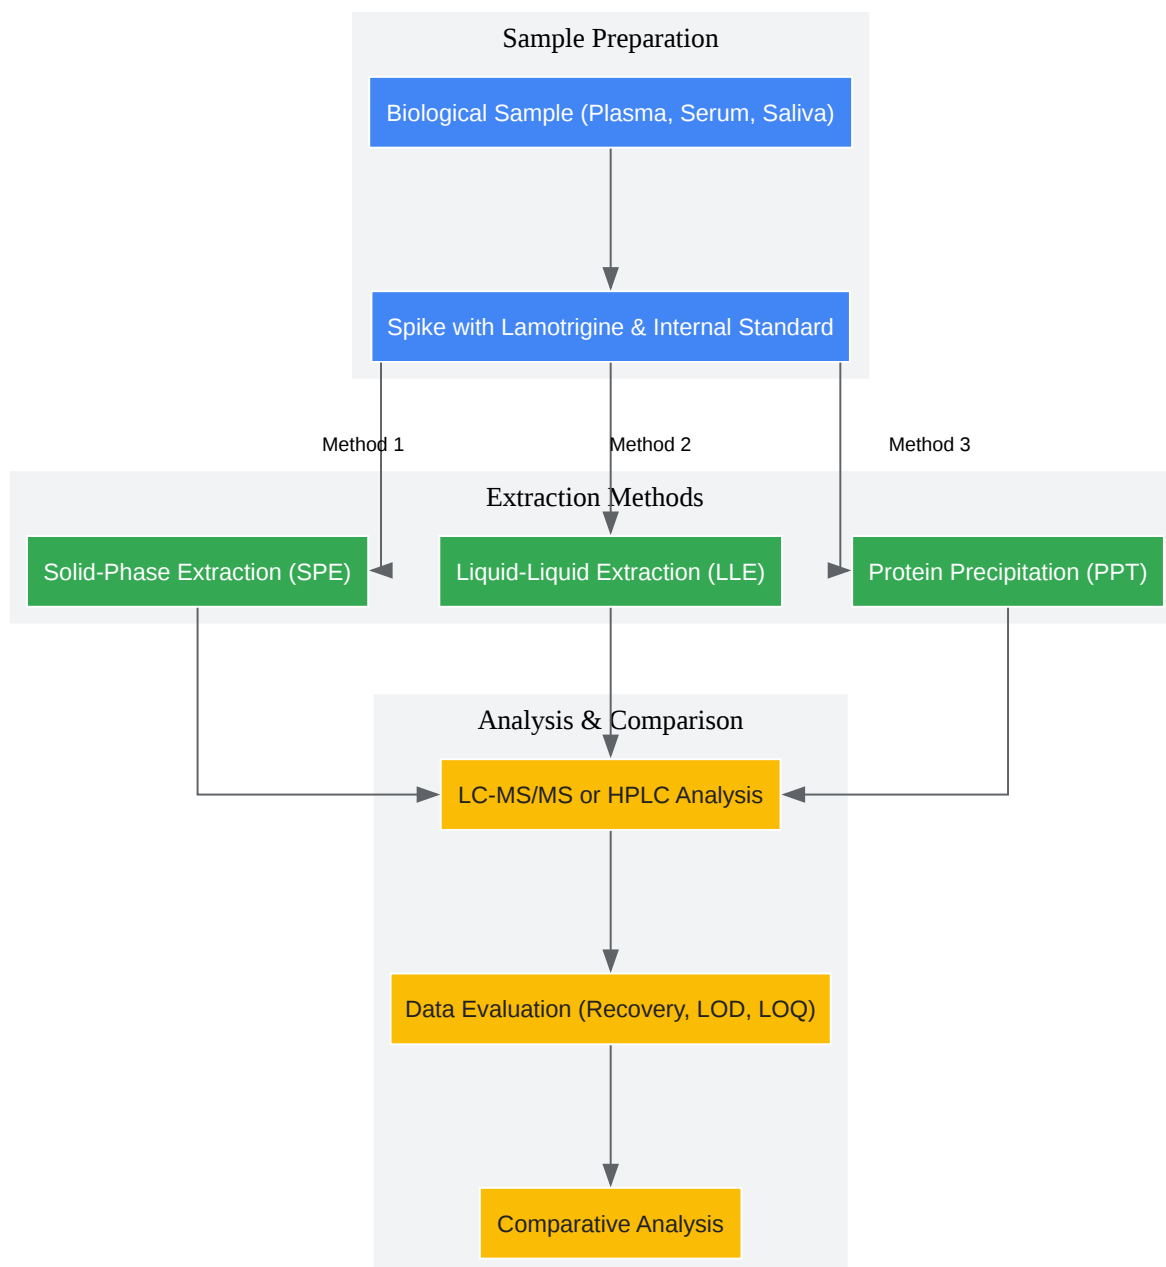 Sample Preparation
Biological Sample (Plasma, Serum, Saliva)
Spike with Lamotrigine & Internal Standard
Method 1
Method 2
Method 3
Extraction Methods
Solid-Phase Extraction (SPE)
Liquid-Liquid Extraction (LLE)
Protein Precipitation (PPT)
Analysis & Comparison
LC-MS/MS or HPLC Analysis
Data Evaluation (Recovery, LOD, LOQ)
Comparative Analysis